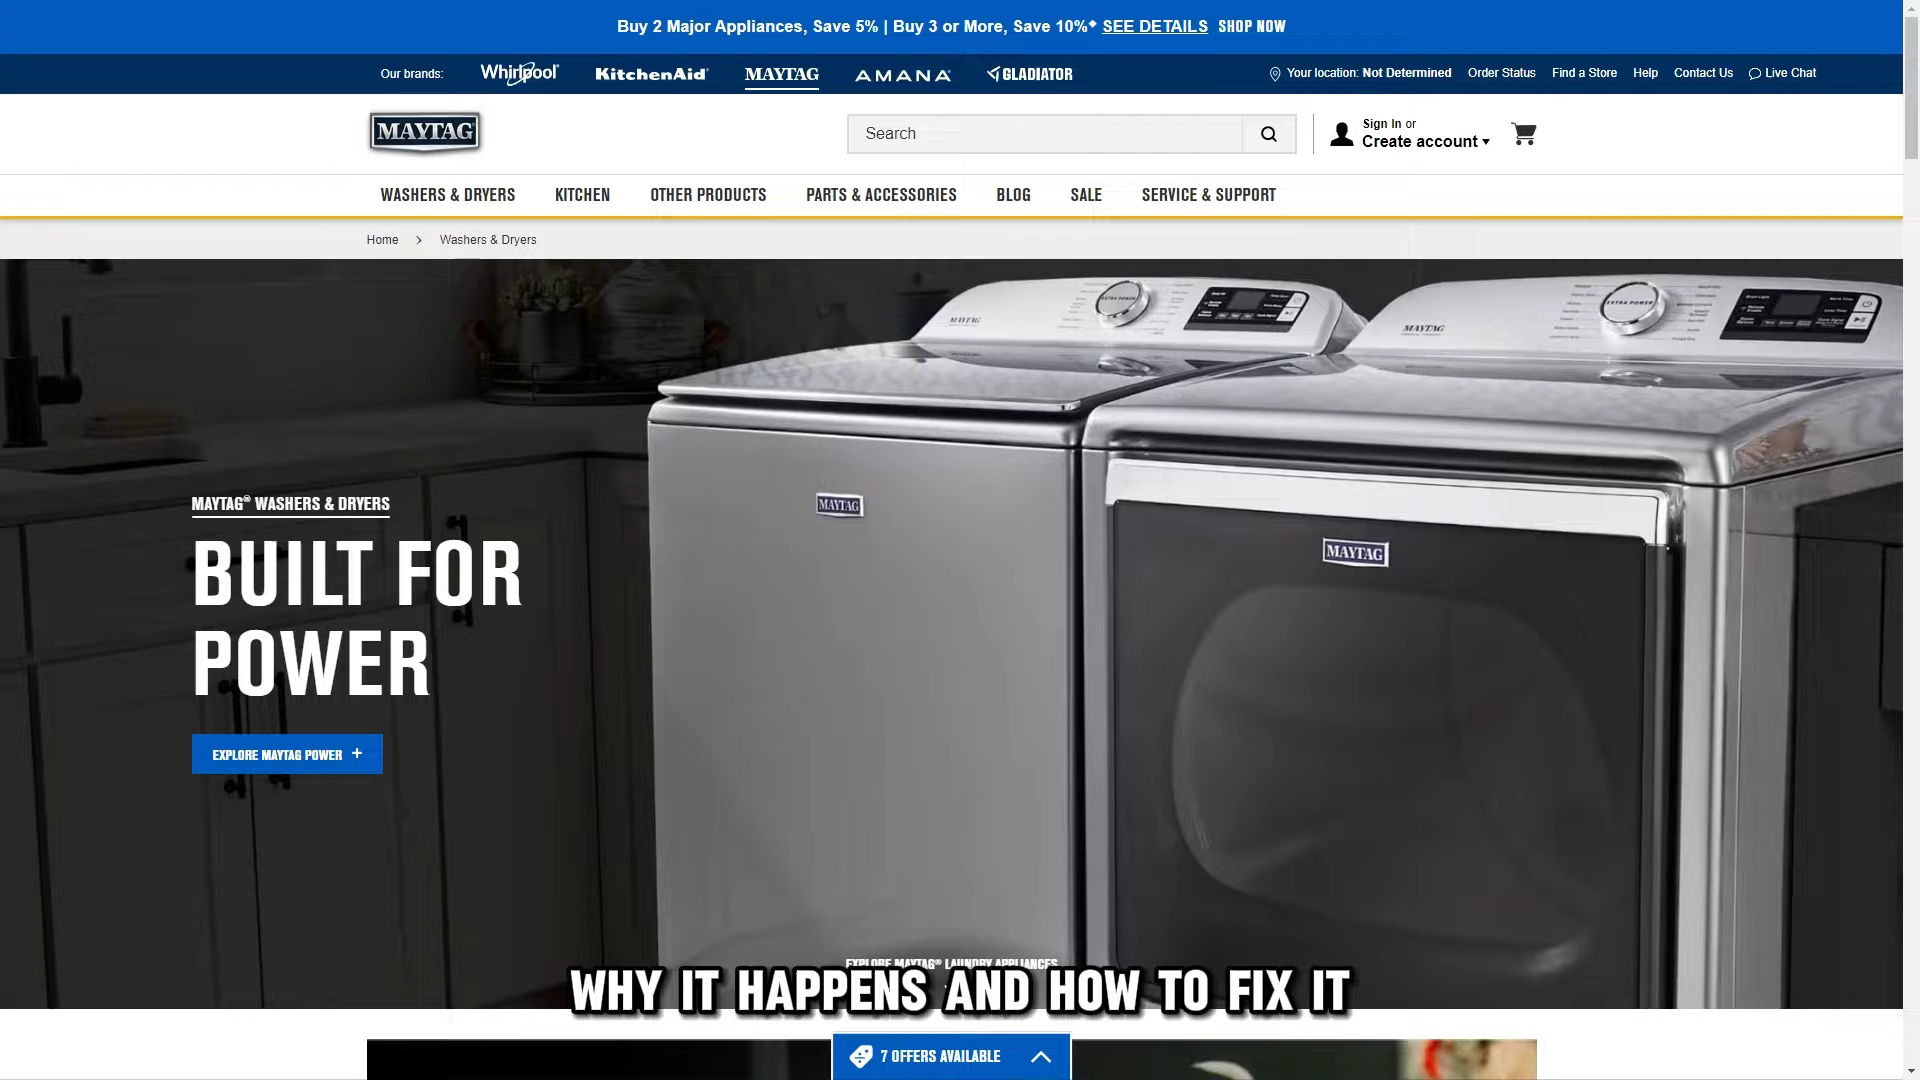 Buy 2 Major Appliances, Save 5% | Buy 3 or More, Save 10%* SEE DETAILS SHOP NOW
Our brands: Whirlpool KitchenAid MAYTAG AMANA GLADIATOR Your location: Not Determined Order Status Find a Store Help Contact Us Live Chat
MAYTAG
Search
Sign In or
Create account
WASHERS & DRYERS KITCHEN OTHER PRODUCTS PARTS & ACCESSORIES BLOG SALE SERVICE & SUPPORT
Home > Washers & Dryers
EXTRA POWER
EXTRA POWER
MAYTAG
MAYTAG
MAYTAG
MAYTAG
MAYTAG® WASHERS & DRYERS
BUILT FOR
POWER
EXPLORE MAYTAG POWER +
EXPLORE MAYTAG® LAUNDRY APPLIANCES
WHY IT HAPPENS AND HOW TO FIX IT
7 OFFERS AVAILABLE